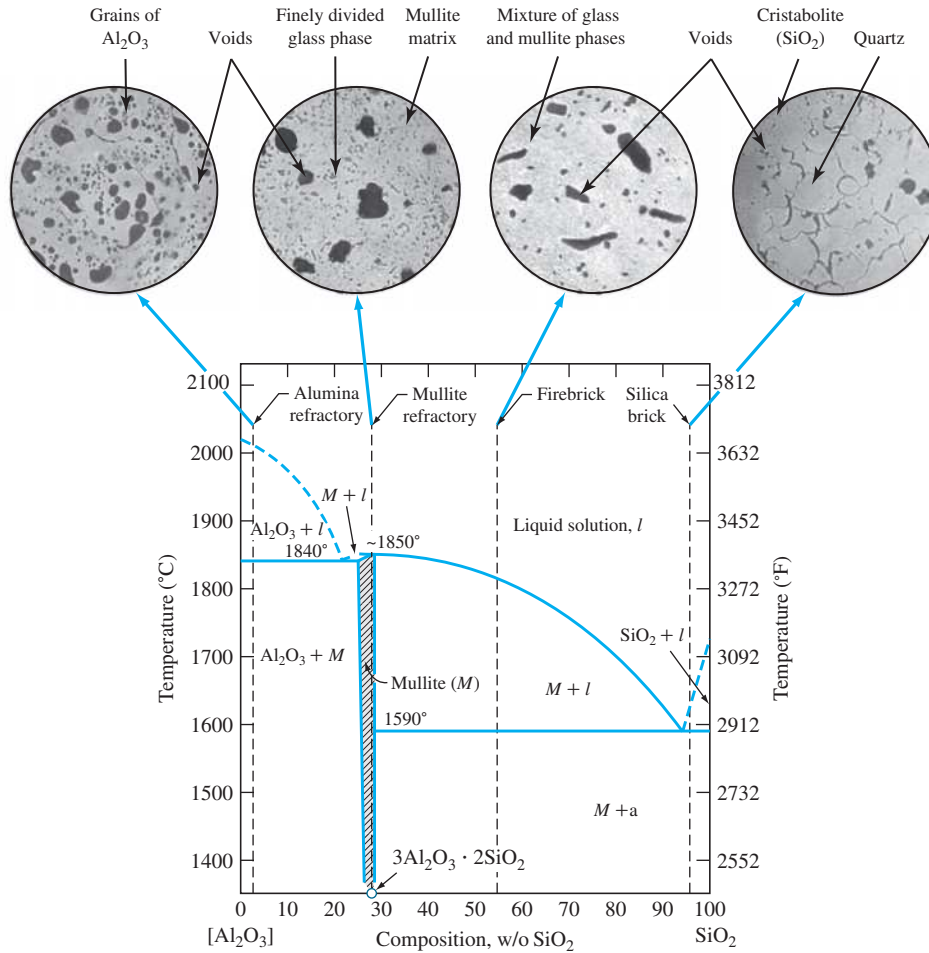 Grains of
Al₂O₃
Voids
Finely divided
glass phase
Mullite
matrix
Mixture of glass
and mullite phases
Voids
Cristabolite
(SiO₂)
Quartz
2100
2000
1900
1800
1700
1600
1500
1400
Temperature (°C)
3812
3632
3452
3272
3092
2912
2732
2552
Temperature (°F)
Alumina
refractory
Mullite
refractory
Firebrick
Silica
brick
M + l
Al₂O₃ + l
1840°
~1850°
Liquid solution, l
SiO₂ + l
Al₂O₃ + M
Mullite (M)
M + l
1590°
M + a
3Al₂O₃ · 2SiO₂
0 10 20 30 40 50 60 70 80 90 100
[Al₂O₃]
Composition, w/o SiO₂
SiO₂